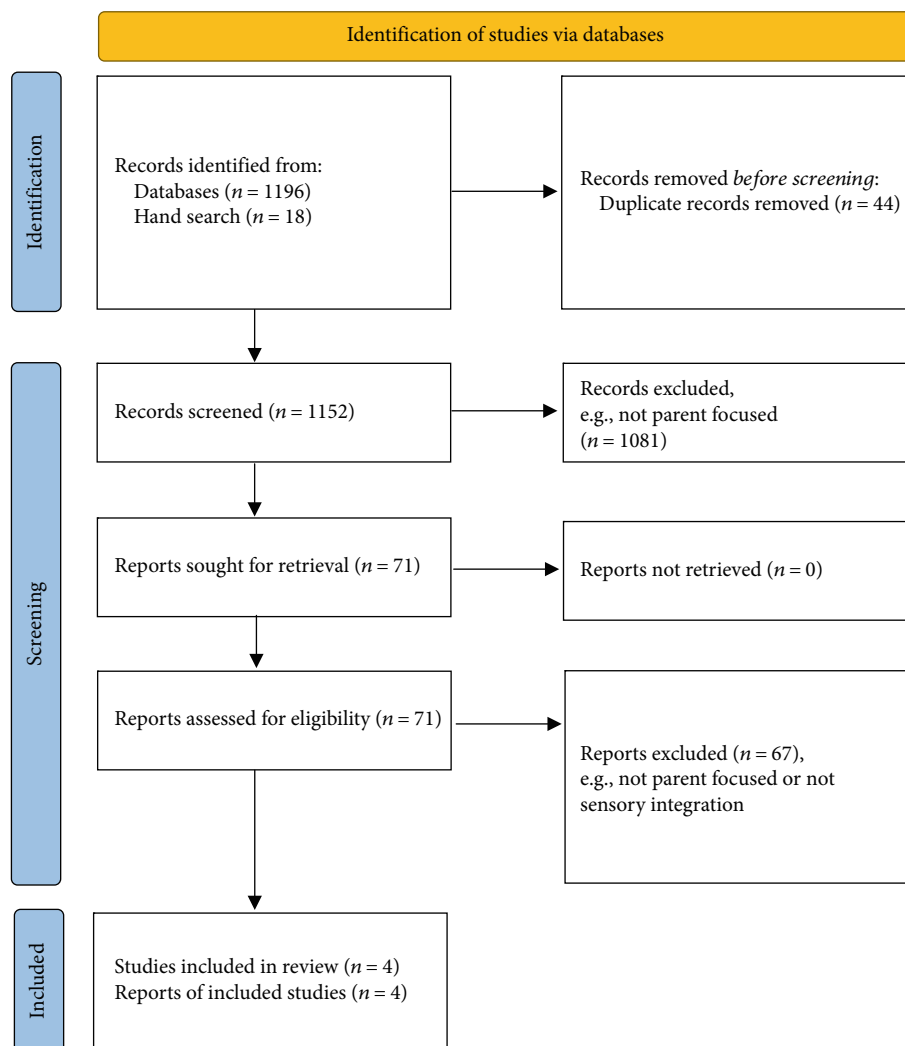 Identification of studies via databases
Identification
Records identified from:
Databases (n = 1196)
Hand search (n = 18)
Records removed before screening:
Duplicate records removed (n = 44)
Screening
Records screened (n = 1152)
Records excluded,
e.g., not parent focused
(n = 1081)
Reports sought for retrieval (n = 71)
Reports not retrieved (n = 0)
Reports assessed for eligibility (n = 71)
Reports excluded (n = 67),
e.g., not parent focused or not
sensory integration
Included
Studies included in review (n = 4)
Reports of included studies (n = 4)